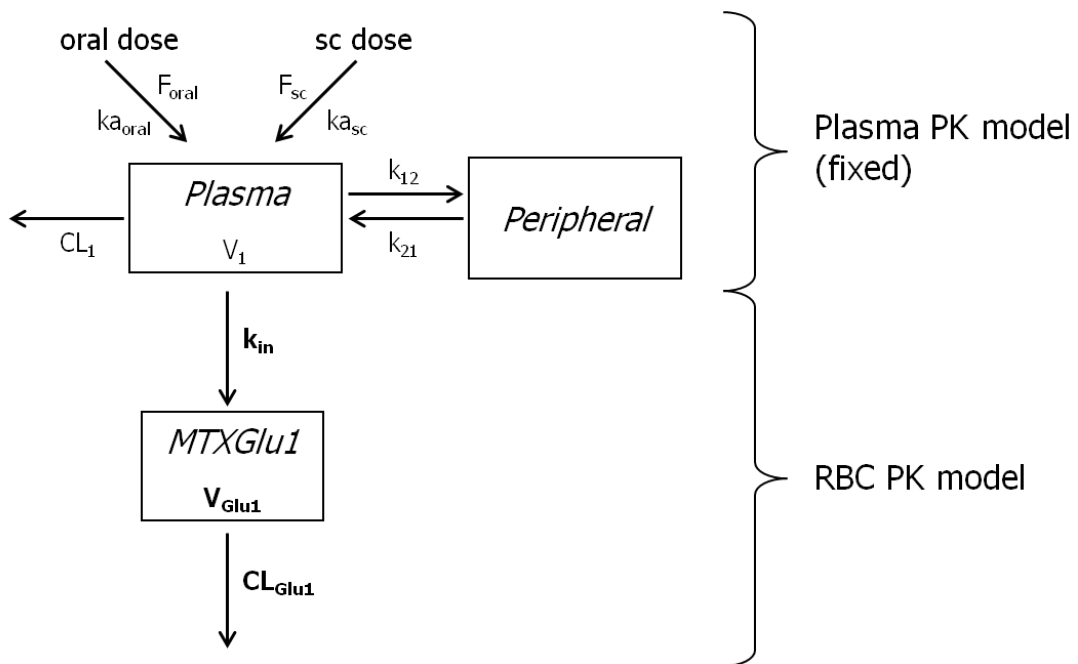 oral dose
sc dose
F_oral
F_sc
ka_oral
ka_sc
Plasma
V_1
CL_1
k_12
k_21
Peripheral
Plasma PK model
(fixed)
k_in
MTXGlu1
V_Glu1
CL_Glu1
RBC PK model